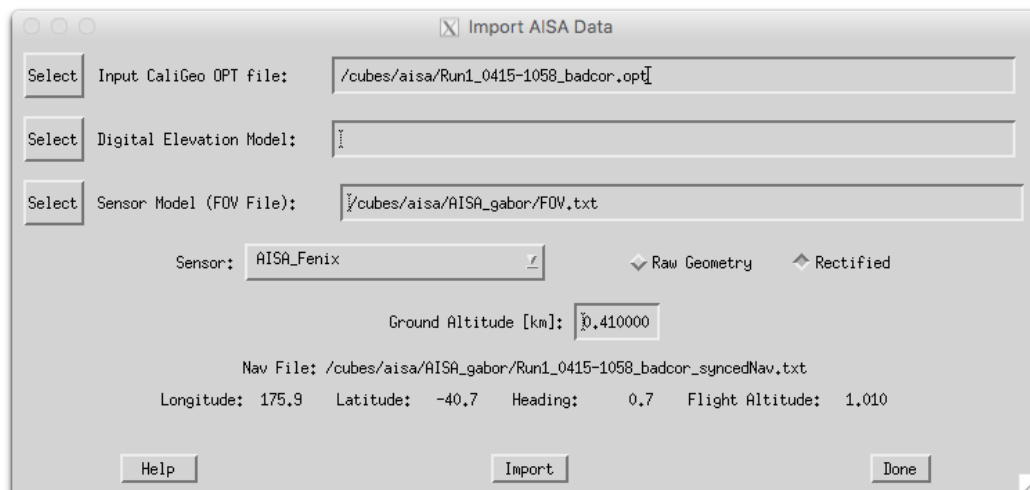 Import AISA Data
Select Input CaliGeo OPT file: /cubes/aisa/Run1_0415-1058_badcor.opt
Select Digital Elevation Model:
Select Sensor Model (FOV File): /cubes/aisa/AISA_gabor/FOV.txt
Sensor: AISA_Fenix Raw Geometry Rectified
Ground Altitude [km]: 0.410000
Nav File: /cubes/aisa/AISA_gabor/Run1_0415-1058_badcor_syncedNav.txt
Longitude: 175.9 Latitude: -40.7 Heading: 0.7 Flight Altitude: 1.010
Help Import Done